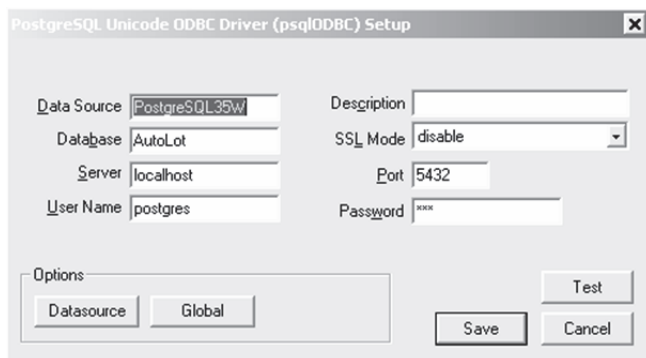 PostgreSQL Unicode ODBC Driver (psqlODBC) Setup
Data Source PostgreSQL35W
Description
Database AutoLot
SSL Mode disable
Server localhost
Port 5432
User Name postgres
Password ×××
Options
Datasource Global
Test
Save Cancel